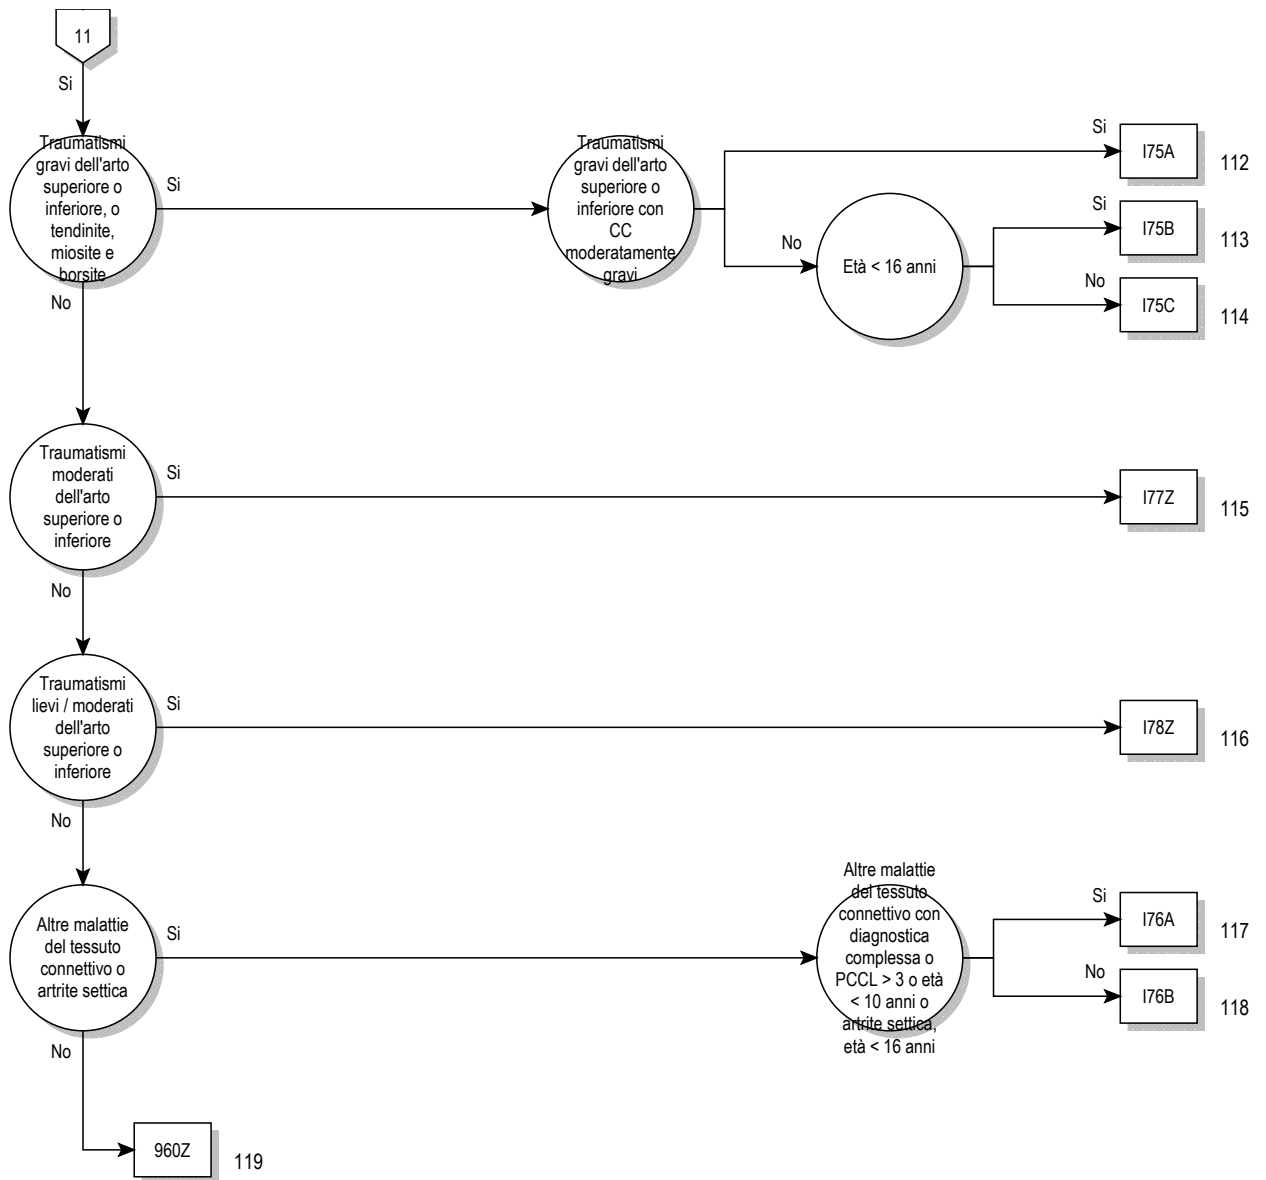 11
Si
Traumatismi
gravi dell'arto
superiore o
inferiore, o
tendinite,
miosite e
borsite
Si
Traumatismi
gravi dell'arto
superiore o
inferiore con
CC
moderatamente
gravi
Si
I75A
112
No
Età < 16 anni
Si
I75B
113
No
I75C
114
No
Traumatismi
moderati
dell'arto
superiore o
inferiore
Si
I77Z
115
No
Traumatismi
lievi / moderati
dell'arto
superiore o
inferiore
Si
I78Z
116
No
Altre malattie
del tessuto
connettivo o
artrite settica
Si
Altre malattie
del tessuto
connettivo con
diagnostica
complessa o
PCCL > 3 o età
< 10 anni o
artrite settica,
età < 16 anni
Si
I76A
117
No
I76B
118
No
960Z
119